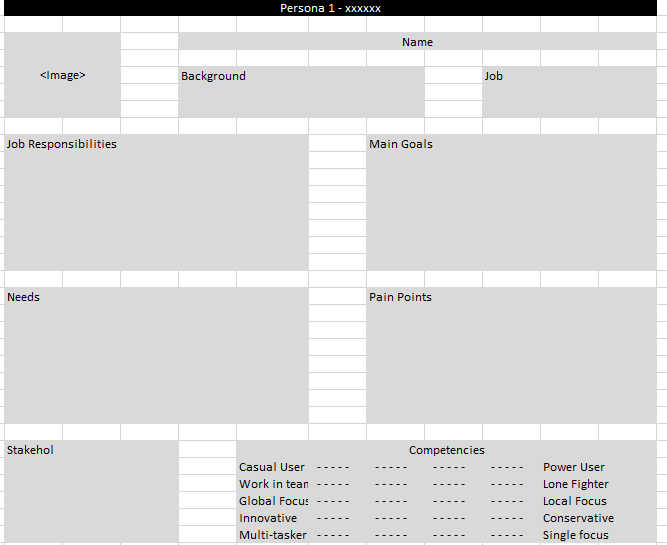 Persona 1 - xxxxxx
Name
<Image>
Background
Job
Job Responsibilities
Main Goals
Needs
Pain Points
Stakehol
Competencies
Casual User - - - - - - - - - - - - - - - - - - - - Power User
Work in tean - - - - - - - - - - - - - - - - - - - - Lone Fighter
Global Focus - - - - - - - - - - - - - - - - - - - - Local Focus
Innovative - - - - - - - - - - - - - - - - - - - - Conservative
Multi-tasker - - - - - - - - - - - - - - - - - - - - Single focus